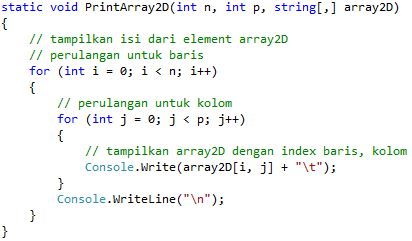 static void PrintArray2D(int n, int p, string[,] array2D)
{
    // tampilkan isi dari element array2D
    // perulangan untuk baris
    for (int i = 0; i < n; i++)
    {
        // perulangan untuk kolom
        for (int j = 0; j < p; j++)
        {
            // tampilkan array2D dengan index baris, kolom
            Console.Write(array2D[i, j] + "\t");
        }
        Console.WriteLine("\n");
    }
}